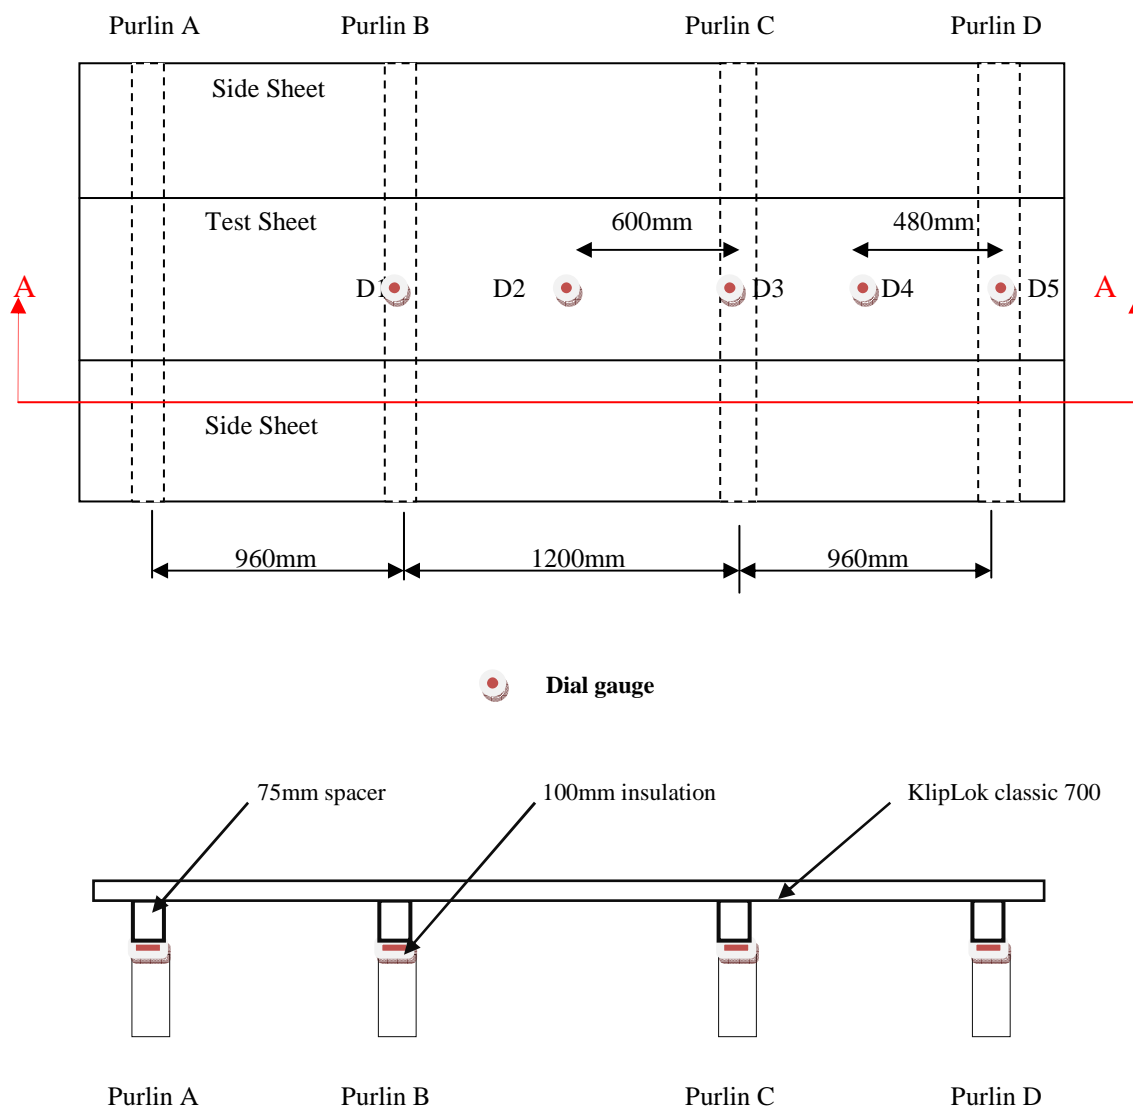 Purlin A Purlin B Purlin C Purlin D
Side Sheet
Test Sheet 600mm 480mm
A D1 D2 D3 D4 D5 A
Side Sheet
960mm 1200mm 960mm
Dial gauge
75mm spacer 100mm insulation KlipLok classic 700
Purlin A Purlin B Purlin C Purlin D